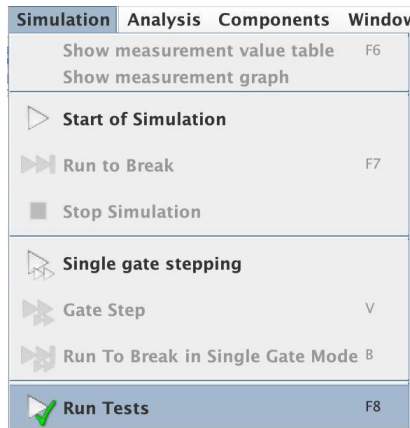 Simulation Analysis Components Window
Show measurement value table F6
Show measurement graph
Start of Simulation
Run to Break F7
Stop Simulation
Single gate stepping
Gate Step V
Run To Break in Single Gate Mode B
Run Tests F8